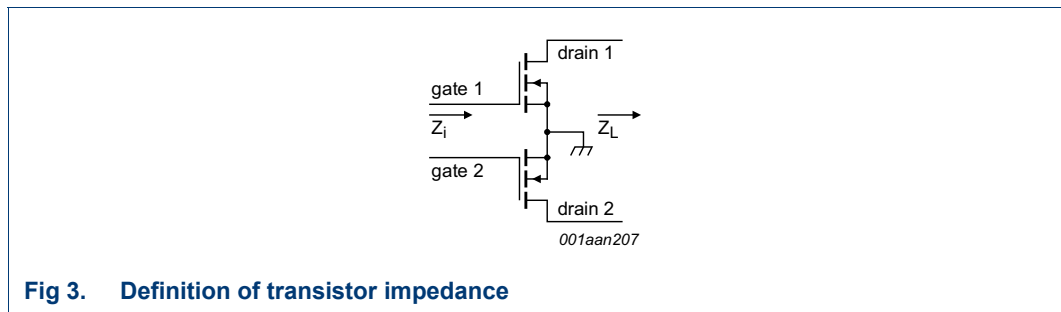 drain 1
gate 1
Zi
ZL
gate 2
drain 2
001aan207
Fig 3. Definition of transistor impedance